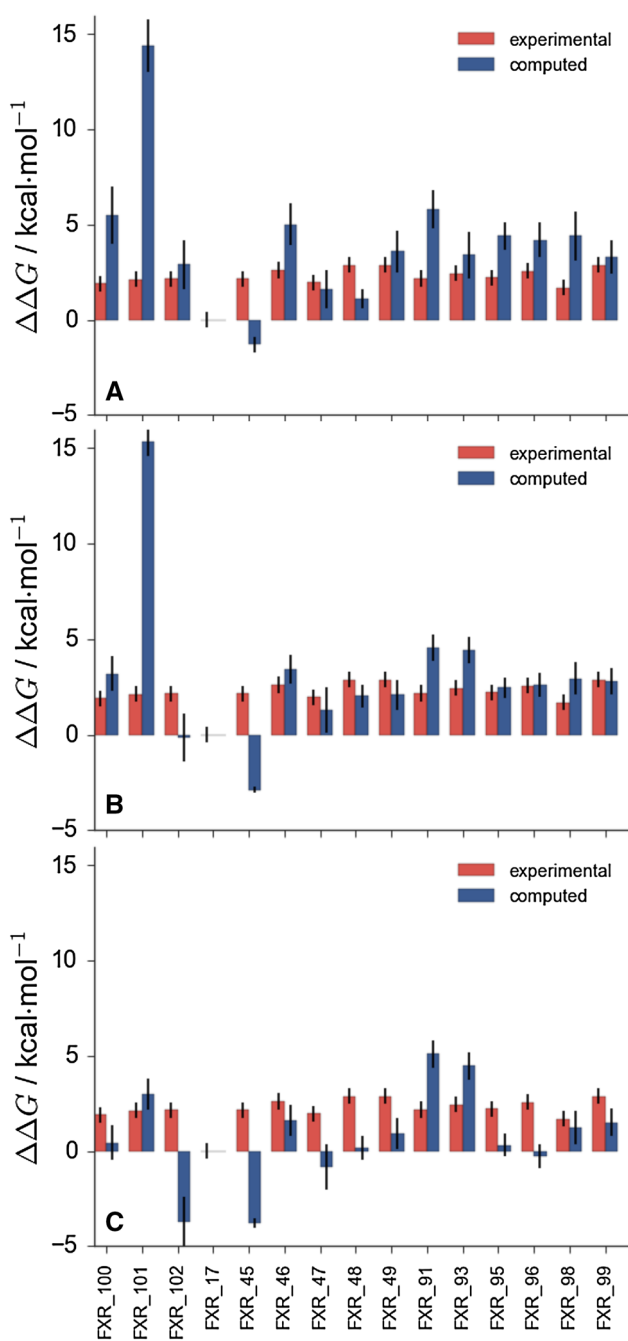 15
10
5
0
−5
ΔΔG / kcal·mol−1
experimental
computed
A
15
10
5
0
−5
ΔΔG / kcal·mol−1
experimental
computed
B
15
10
5
0
−5
ΔΔG / kcal·mol−1
experimental
computed
C
FXR_100
FXR_101
FXR_102
FXR_17
FXR_45
FXR_46
FXR_47
FXR_48
FXR_49
FXR_91
FXR_93
FXR_95
FXR_96
FXR_98
FXR_99